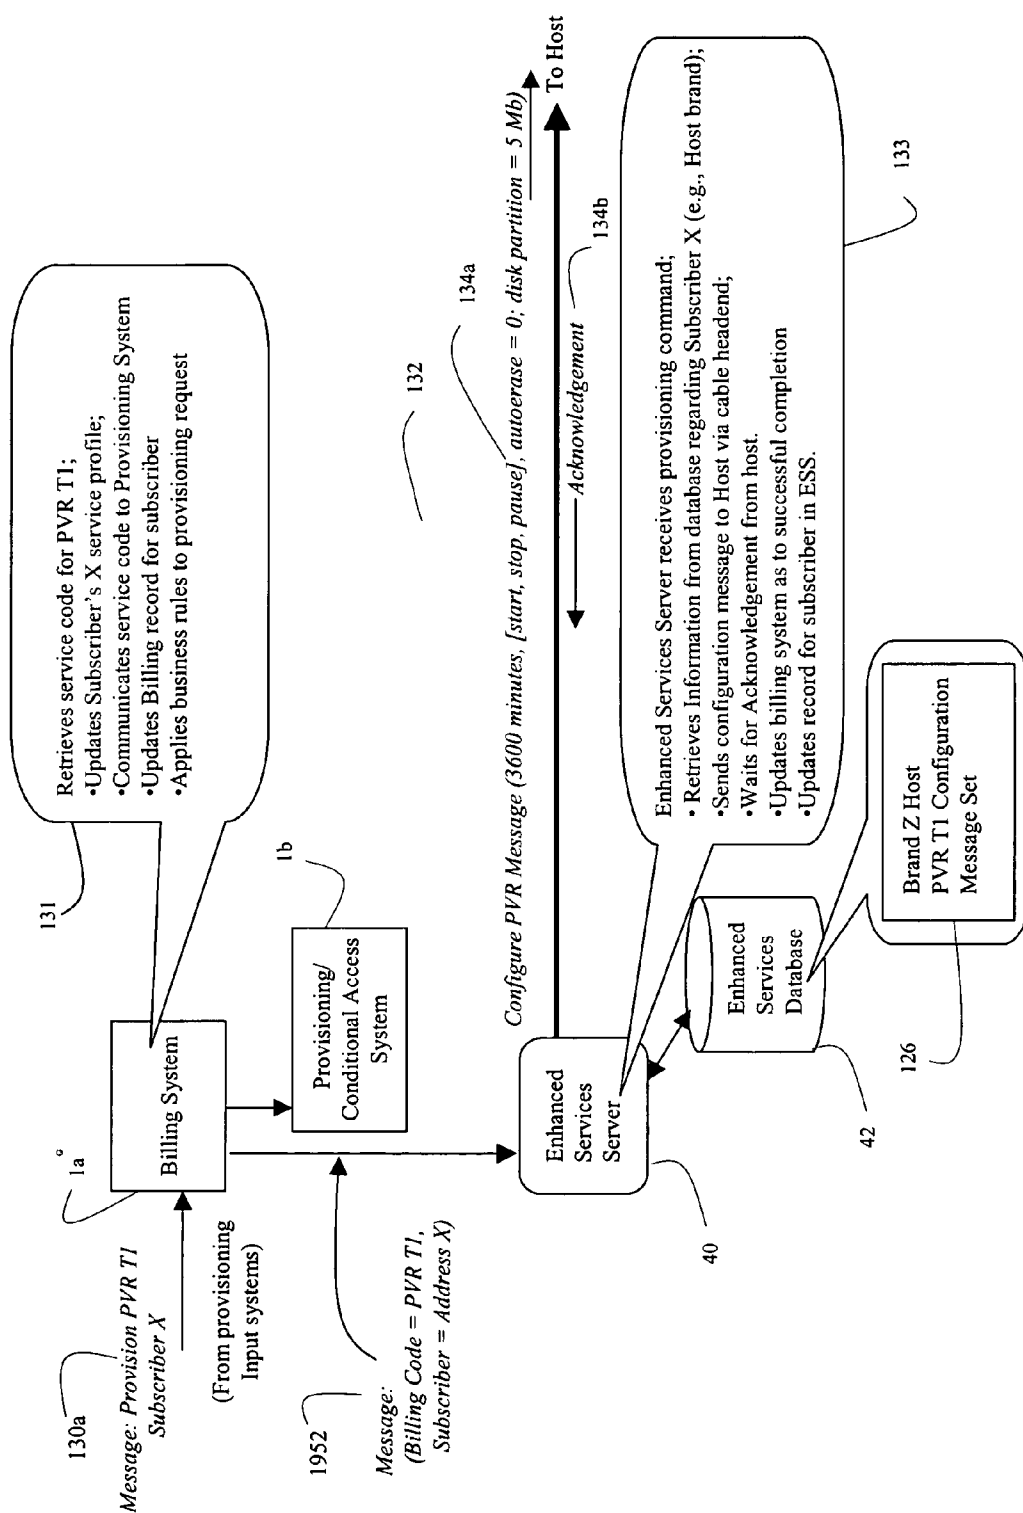 130a
Message: Provision PVR T1
Subscriber X
(From provisioning
Input systems)
1a
Billing System
131
Retrieves service code for PVR T1;
•Updates Subscriber's X service profile;
•Communicates service code to Provisioning System
•Updates Billing record for subscriber
•Applies business rules to provisioning request
1b
Provisioning/
Conditional Access
System
1952
Message:
(Billing Code = PVR T1,
Subscriber = Address X)
132
134a
Configure PVR Message (3600 minutes, [start, stop, pause], autoerase = 0; disk partition = 5 Mb)
To Host
Acknowledgement
134b
Enhanced
Services
Server
40
Enhanced Services Server receives provisioning command;
• Retrieves Information from database regarding Subscriber X (e.g., Host brand);
•Sends configuration message to Host via cable headend;
•Waits for Acknowledgement from host.
•Updates billing system as to successful completion
•Updates record for subscriber in ESS.
133
Enhanced
Services
Database
42
Brand Z Host
PVR T1 Configuration
Message Set
126